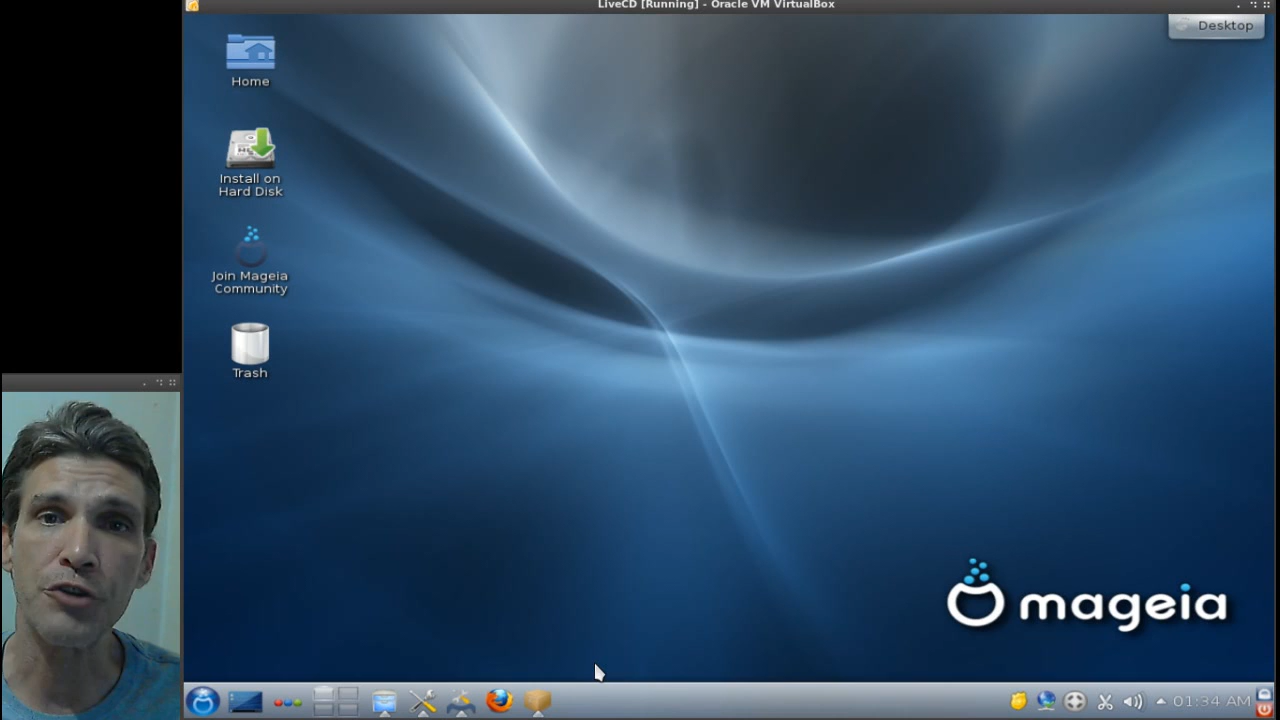 LiveCD [Running] - Oracle VM VirtualBox
Desktop
Home
Install on
Hard Disk
Join Mageia
Community
Trash
mageia
01:34 AM